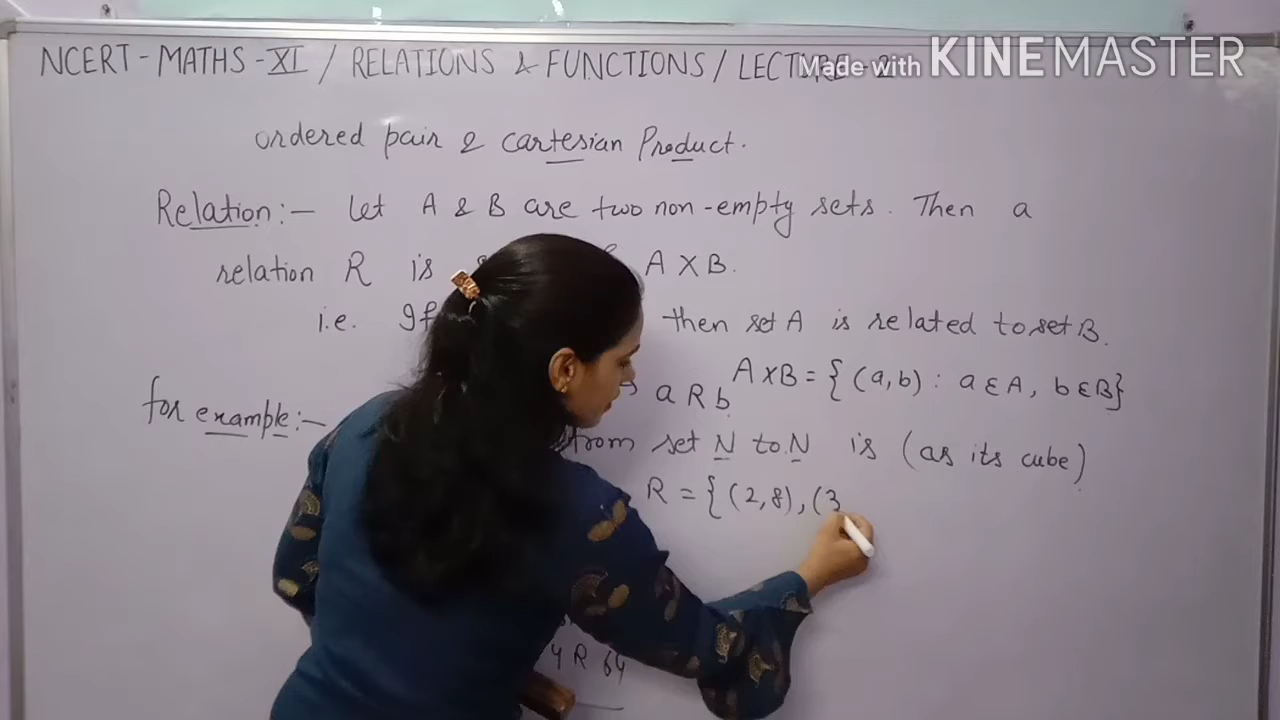 NCERT - MATHS - XI / RELATIONS & FUNCTIONS / LECTURE
Made with KINEMASTER
ordered pair & cartesian Product.
Relation :- Let A & B are two non-empty sets. Then a
relation R is A X B.
i.e. If then set A is related to set B.
a R b A X B = { (a, b) : a ∈ A, b ∈ B}
for example :-
from set N to N is (as its cube)
R = { (2,8), (3
4 R 64